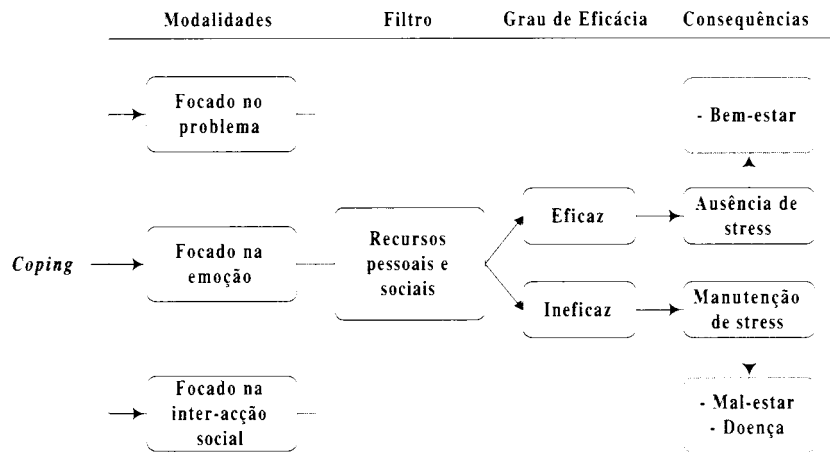 Modalidades
Filtro
Grau de Eficácia
Consequências
Focado no
problema
- Bem-estar
Coping
Focado na
emoção
Recursos
pessoais e
sociais
Eficaz
Ausência de
stress
Ineficaz
Manutenção
de stress
Focado na
inter-acção
social
- Mal-estar
- Doença